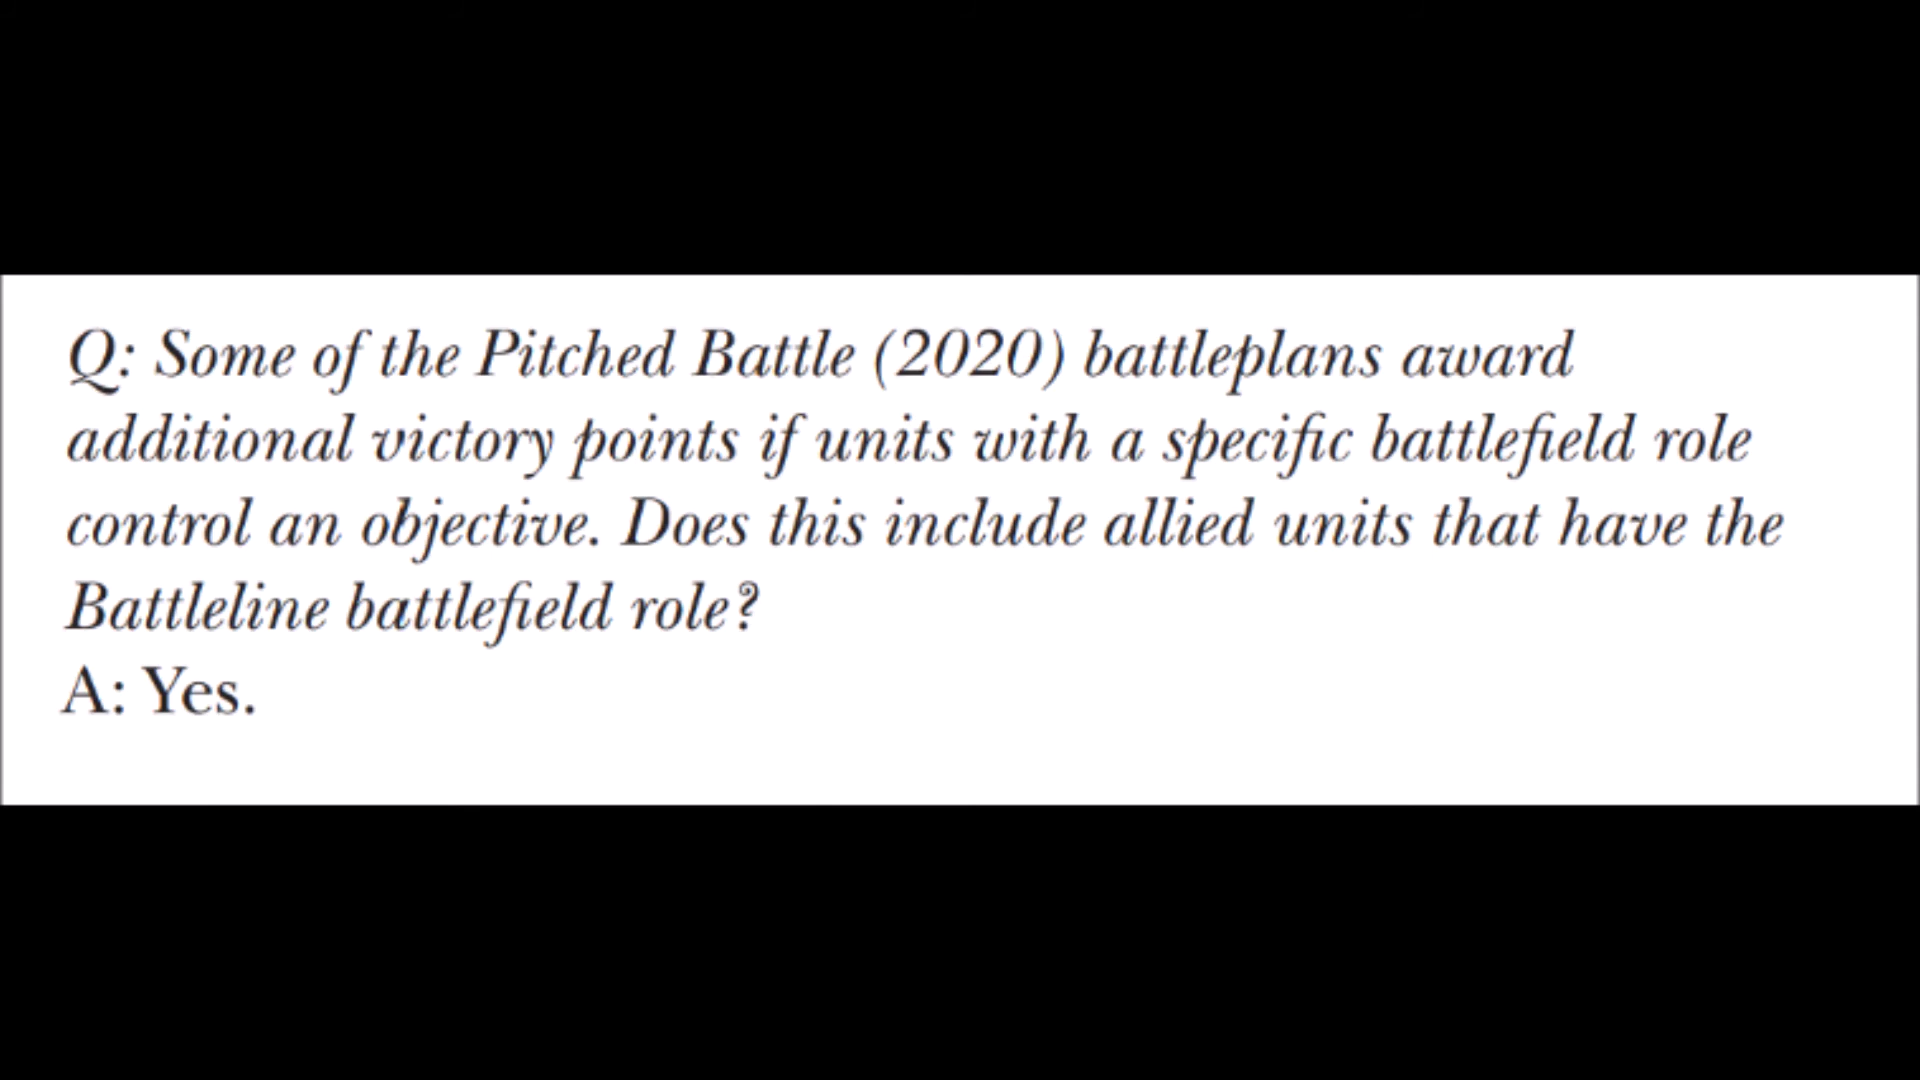 Q: Some of the Pitched Battle (2020) battleplans award
additional victory points if units with a specific battlefield role
control an objective. Does this include allied units that have the
Battleline battlefield role?
A: Yes.